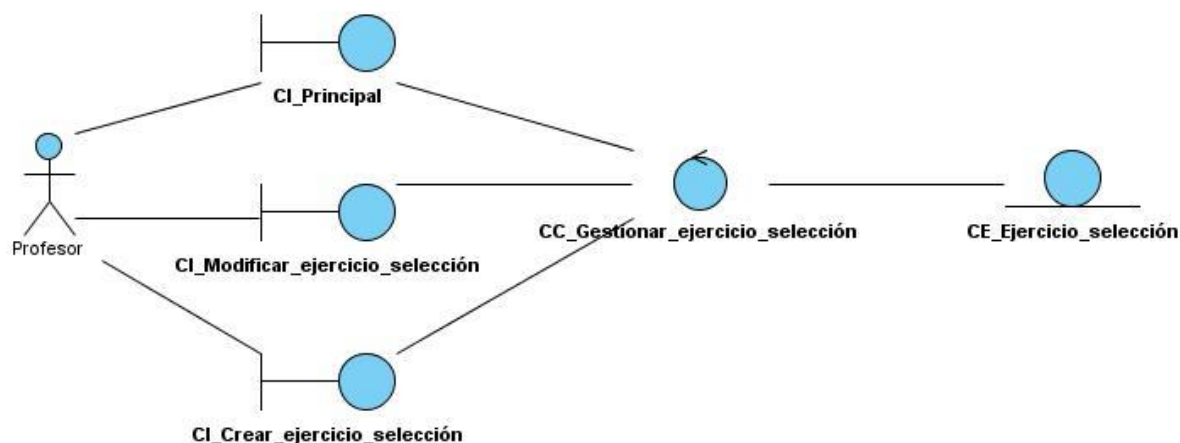 CI_Principal
Profesor
CI_Modificar_ejercicio_selección
CC_Gestionar_ejercicio_selección
CE_Ejercicio_selección
CI_Crear_ejercicio_selección